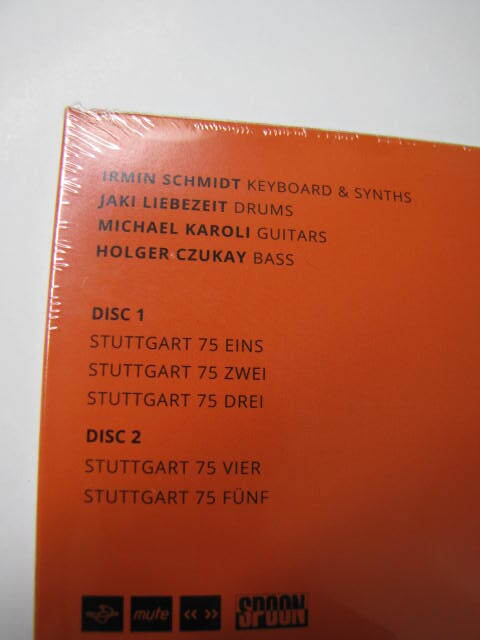 IRMIN SCHMIDT KEYBOARD & SYNTHS
JAKI LIEBEZEIT DRUMS
MICHAEL KAROLI GUITARS
HOLGER CZUKAY BASS
DISC 1
STUTTGART 75 EINS
STUTTGART 75 ZWEI
STUTTGART 75 DREI
DISC 2
STUTTGART 75 VIER
STUTTGART 75 FÜNF
mute << >> SPOON